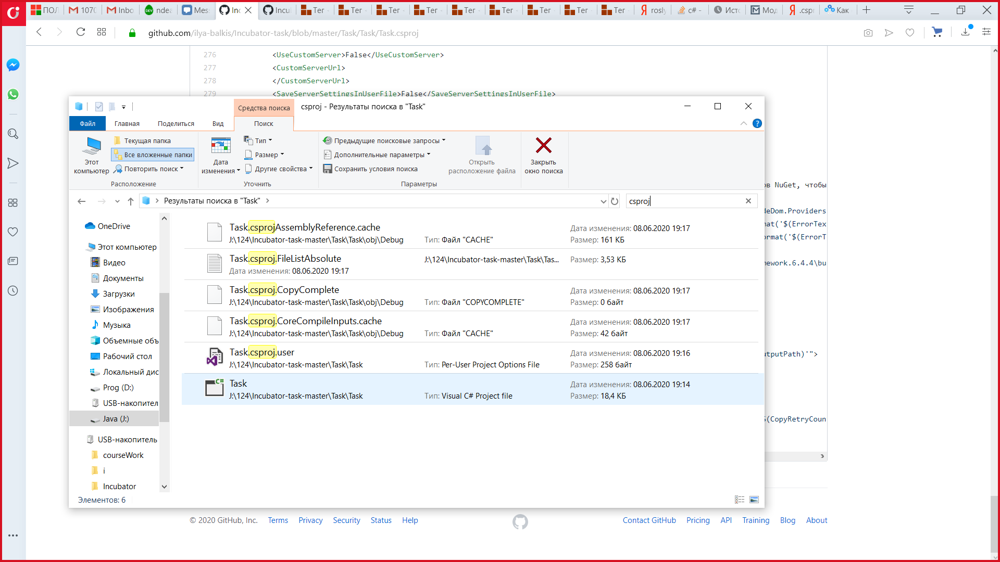 ПОЛ
1070
Inbo
ndea
Mes
Inc
Incul
Ter
Ter
Ter
Ter
Ter
Ter
Ter
Ter
Ter
rosly
c# -
Исто
Мод
.cspr
Как
github.com/ilya-balkis/Incubator-task/blob/master/Task/Task/Task.csproj
276 <UseCustomServer>False</UseCustomServer>
277 <CustomServerUrl>
278 </CustomServerUrl>
279 <SaveServerSettingsInUserFile>False</SaveServerSettingsInUserFile>
Средства поиска
csproj - Результаты поиска в "Task"
Файл
Главная
Поделиться
Вид
Поиск
Этот компьютер
Текущая папка
Все вложенные папки
Повторить поиск
Расположение
Дата изменения
Тип
Размер
Другие свойства
Уточнить
Предыдущие поисковые запросы
Дополнительные параметры
Сохранить условия поиска
Открыть расположение файла
Параметры
Закрыть окно поиска
Результаты поиска в "Task"
csproj
OneDrive
Этот компьютер
Видео
Документы
Загрузки
Изображения
Музыка
Объемные объ
Рабочий стол
Локальный дис
Prog (D:)
USB-накопител
Java (J:)
USB-накопитель
courseWork
i
Incubator
Task.csprojAssemblyReference.cache
J:\124\Incubator-task-master\Task\Task\obj\Debug
Тип: Файл "CACHE"
Дата изменения: 08.06.2020 19:17
Размер: 161 КБ
Task.csproj.FileListAbsolute
Дата изменения: 08.06.2020 19:17
J:\124\Incubator-task-master\Task\Tas...
Размер: 3,53 КБ
Task.csproj.CopyComplete
J:\124\Incubator-task-master\Task\Task\obj\Debug
Тип: Файл "COPYCOMPLETE"
Дата изменения: 08.06.2020 19:17
Размер: 0 байт
Task.csproj.CoreCompileInputs.cache
J:\124\Incubator-task-master\Task\Task\obj\Debug
Тип: Файл "CACHE"
Дата изменения: 08.06.2020 19:17
Размер: 42 байт
Task.csproj.user
J:\124\Incubator-task-master\Task\Task
Тип: Per-User Project Options File
Дата изменения: 08.06.2020 19:16
Размер: 258 байт
Task
J:\124\Incubator-task-master\Task\Task
Тип: Visual C# Project file
Дата изменения: 08.06.2020 19:14
Размер: 18,4 КБ
Элементов: 6
ов NuGet, чтобы
deDom.Providers
mat('$(ErrorTex
ormat('$(ErrorT
mework.6.4.4\bu
utputPath)'">
$(CopyRetryCoun
© 2020 GitHub, Inc.
Terms
Privacy
Security
Status
Help
Contact GitHub
Pricing
API
Training
Blog
About